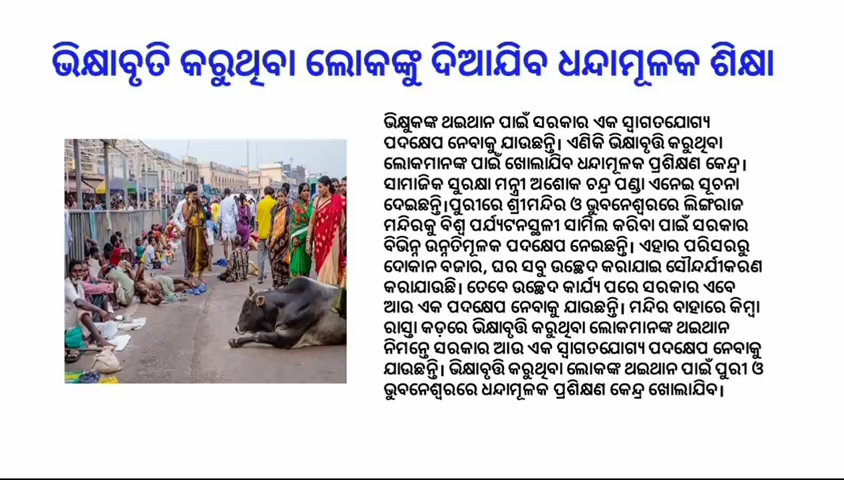 ଭିକ୍ଷାବୃତି କରୁଥିବା ଲୋକଙ୍କୁ ଦିଆଯିବ ଧନ୍ଦାମୂଳକ ଶିକ୍ଷା
ଭିକ୍ଷୁକଙ୍କ ଥଇଥାନ ପାଇଁ ସରକାର ଏକ ସ୍ୱାଗତଯୋଗ୍ୟ
ପଦକ୍ଷେପ ନେବାକୁ ଯାଉଛନ୍ତି। ଏଣିକି ଭିକ୍ଷାବୃତ୍ତି କରୁଥିବା
ଲୋକମାନଙ୍କ ପାଇଁ ଖୋଲାଯିବ ଧନ୍ଦାମୂଳକ ପ୍ରଶିକ୍ଷଣ କେନ୍ଦ୍ର।
ସାମାଜିକ ସୁରକ୍ଷା ମନ୍ତ୍ରୀ ଅଶୋକ ଚନ୍ଦ୍ର ପଣ୍ଡା ଏନେଇ ସୂଚନା
ଦେଇଛନ୍ତି।ପୁରୀରେ ଶ୍ରୀମନ୍ଦିର ଓ ଭୁବନେଶ୍ୱରରେ ଲିଙ୍ଗରାଜ
ମନ୍ଦିରକୁ ବିଶ୍ୱ ପର୍ଯ୍ୟଟନସ୍ଥଳୀ ସାମିଲ କରିବା ପାଇଁ ସରକାର
ବିଭିନ୍ନ ଉନ୍ନତିମୂଳକ ପଦକ୍ଷେପ ନେଇଛନ୍ତି। ଏହାର ପରିସରରୁ
ଦୋକାନ ବଜାର, ଘର ସବୁ ଉଚ୍ଛେଦ କରାଯାଇ ସୌନ୍ଦର୍ଯୀକରଣ
କରାଯାଉଛି। ତେବେ ଉଚ୍ଛେଦ କାର୍ଯ୍ୟ ପରେ ସରକାର ଏବେ
ଆଉ ଏକ ପଦକ୍ଷେପ ନେବାକୁ ଯାଉଛନ୍ତି। ମନ୍ଦିର ବାହାରେ କିମ୍ବା
ରାସ୍ତା କଡ଼ରେ ଭିକ୍ଷାବୃତ୍ତି କରୁଥିବା ଲୋକମାନଙ୍କ ଥଇଥାନ
ନିମନ୍ତେ ସରକାର ଆଉ ଏକ ସ୍ୱାଗତଯୋଗ୍ୟ ପଦକ୍ଷେପ ନେବାକୁ
ଯାଉଛନ୍ତି। ଭିକ୍ଷାବୃତ୍ତି କରୁଥିବା ଲୋକଙ୍କ ଥଇଥାନ ପାଇଁ ପୁରୀ ଓ
ଭୁବନେଶ୍ୱରରେ ଧନ୍ଦାମୂଳକ ପ୍ରଶିକ୍ଷଣ କେନ୍ଦ୍ର ଖୋଲାଯିବ।